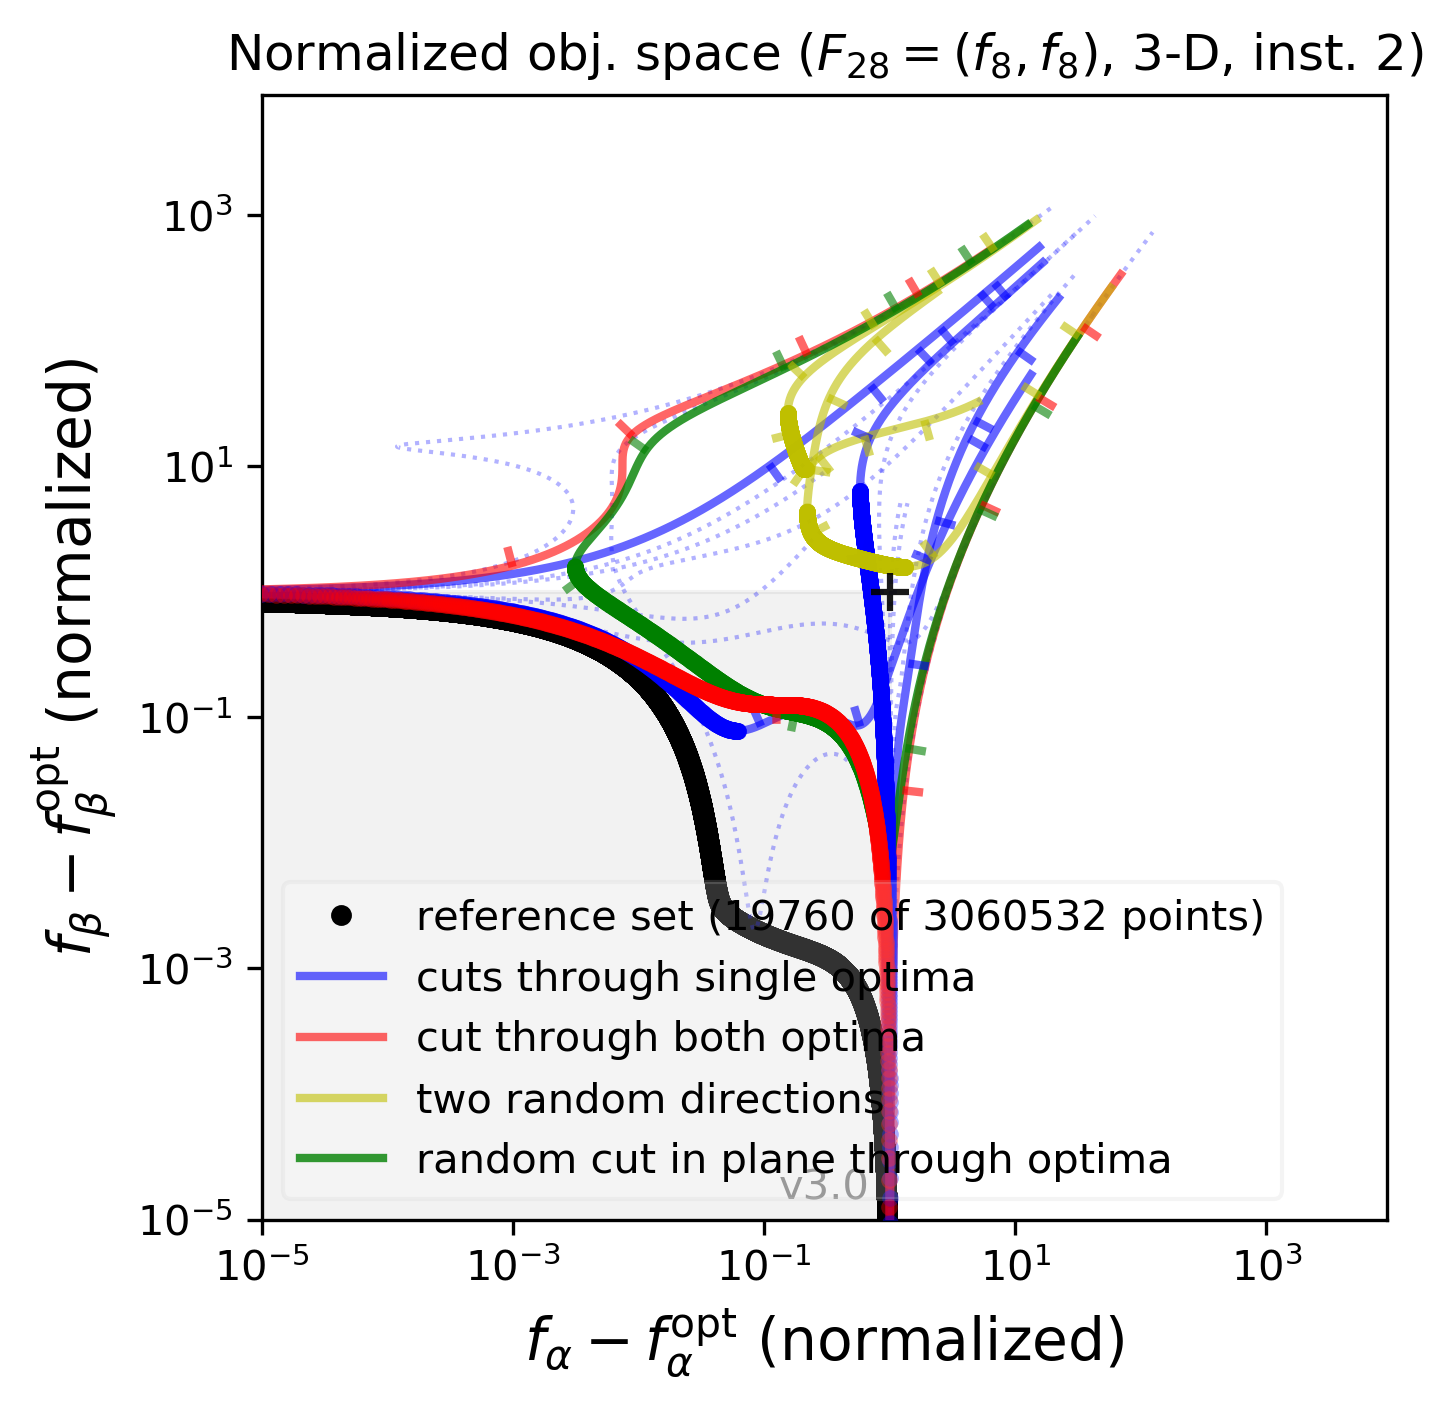 Normalized obj. space (F₂₈ = (f₈, f₈), 3-D, inst. 2)
10³
10¹
10⁻¹
10⁻³
10⁻⁵
f_β − f_β^opt (normalized)
reference set (19760 of 3060532 points)
cuts through single optima
cut through both optima
two random directions
random cut in plane through optima
v3.0
10⁻⁵ 10⁻³ 10⁻¹ 10¹ 10³
f_α − f_α^opt (normalized)